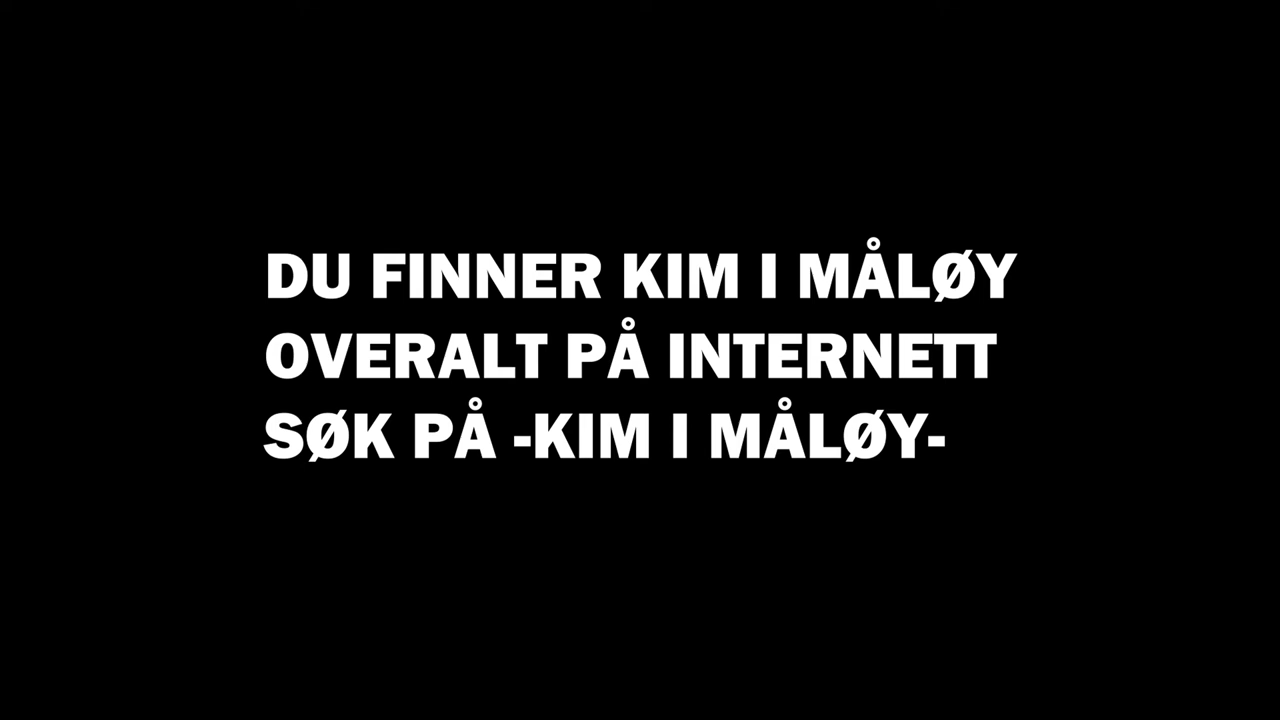 DU FINNER KIM I MÅLØY
OVERALT PÅ INTERNETT
SØK PÅ -KIM I MÅLØY-